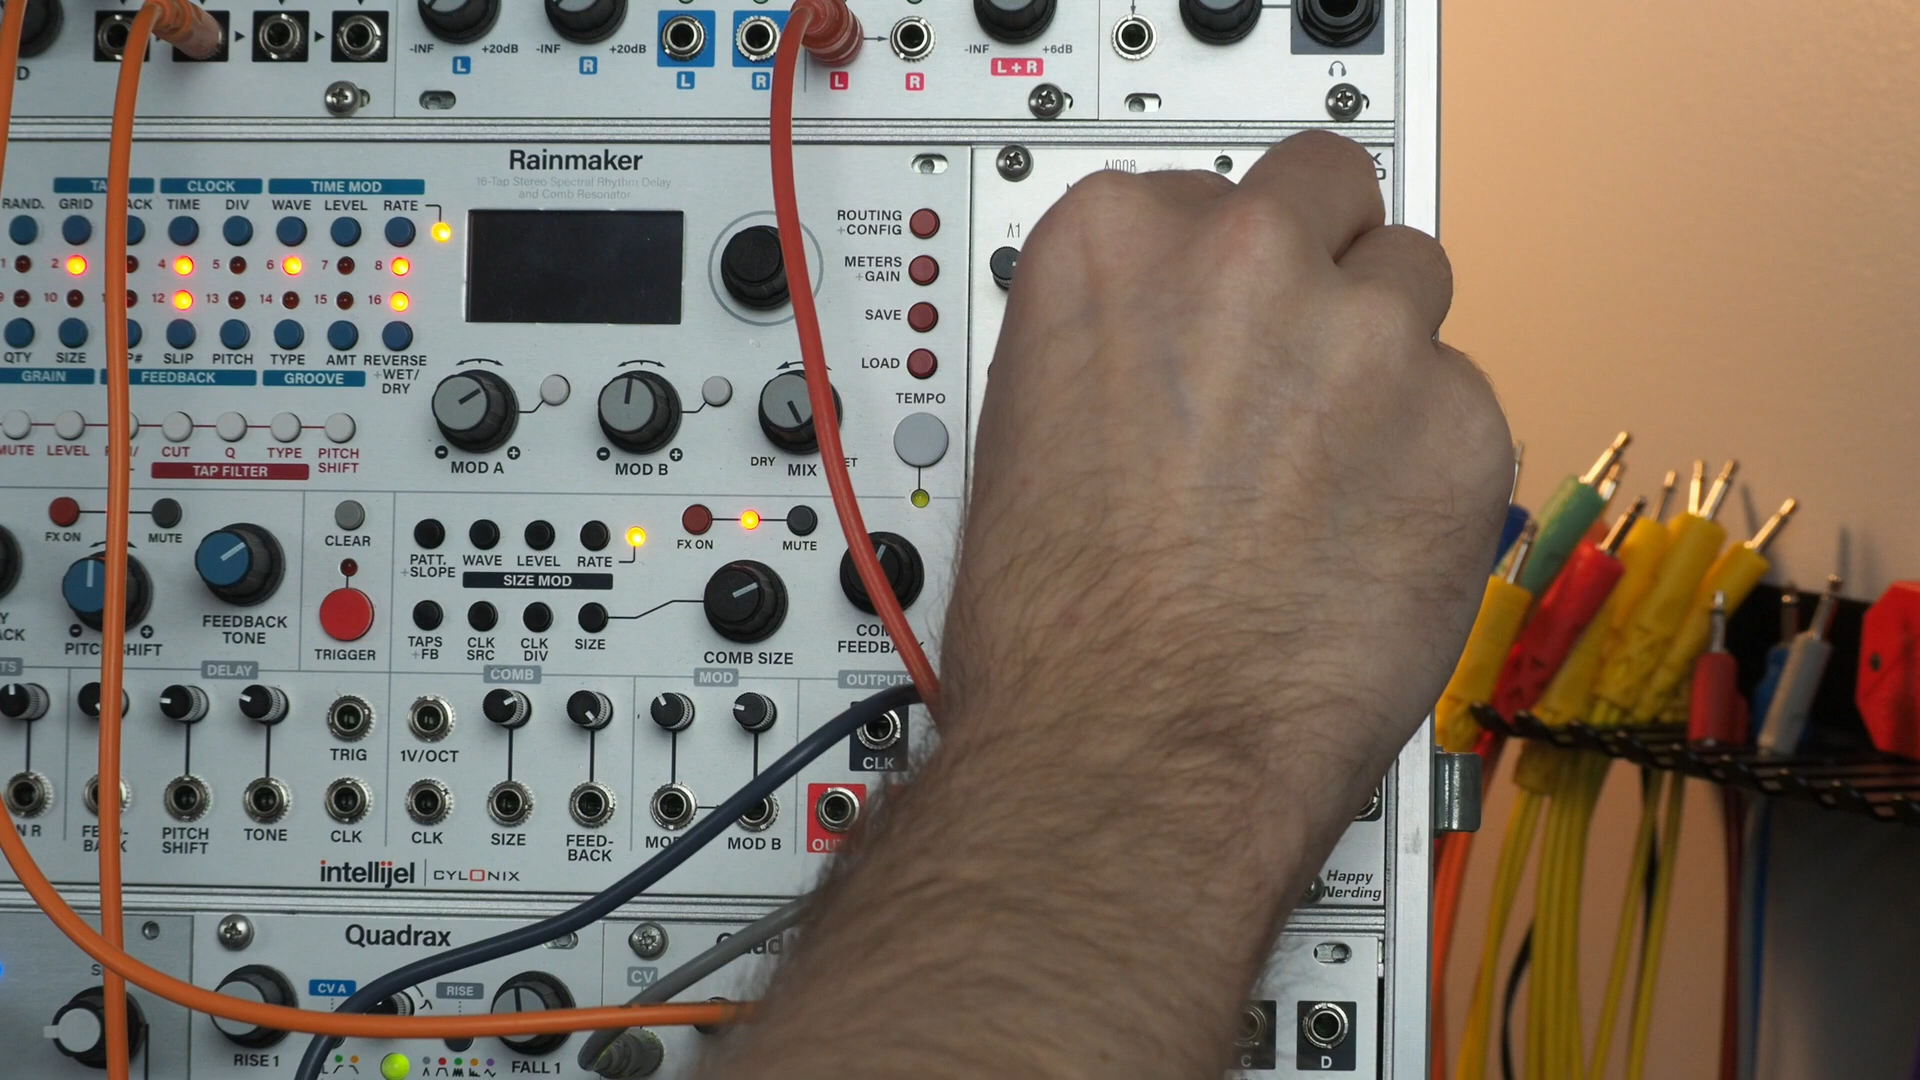 -INF +20dB -INF +20dB -INF +6dB
L R L R L R L+R
D
Rainmaker
16-Tap Stereo Spectral Rhythm Delay
and Comb Resonator
CLOCK TIME MOD
RAND. GRID TIME DIV WAVE LEVEL RATE
1 2 4 5 6 7 8
9 10 12 13 14 15 16
QTY SIZE SLIP PITCH TYPE AMT REVERSE
+WET/
DRY
GRAIN FEEDBACK GROOVE
MUTE LEVEL CUT Q TYPE PITCH
SHIFT
TAP FILTER
ROUTING
+CONFIG
METERS
+GAIN
SAVE
LOAD
TEMPO
MOD A MOD B DRY MIX
A1
FX ON MUTE
CLEAR
FEEDBACK
TONE
TRIGGER
PATT.
+SLOPE WAVE LEVEL RATE
SIZE MOD
FX ON MUTE
TAPS
+FB CLK
SRC CLK
DIV SIZE
COMB SIZE
DELAY COMB MOD OUTPUTS
TRIG 1V/OCT CLK
PITCH
SHIFT TONE CLK CLK SIZE FEED-
BACK MOD B
intellijel CYLONIX
Happy
Nerding
Quadrax
CV A RISE CV
RISE 1 FALL 1
C D